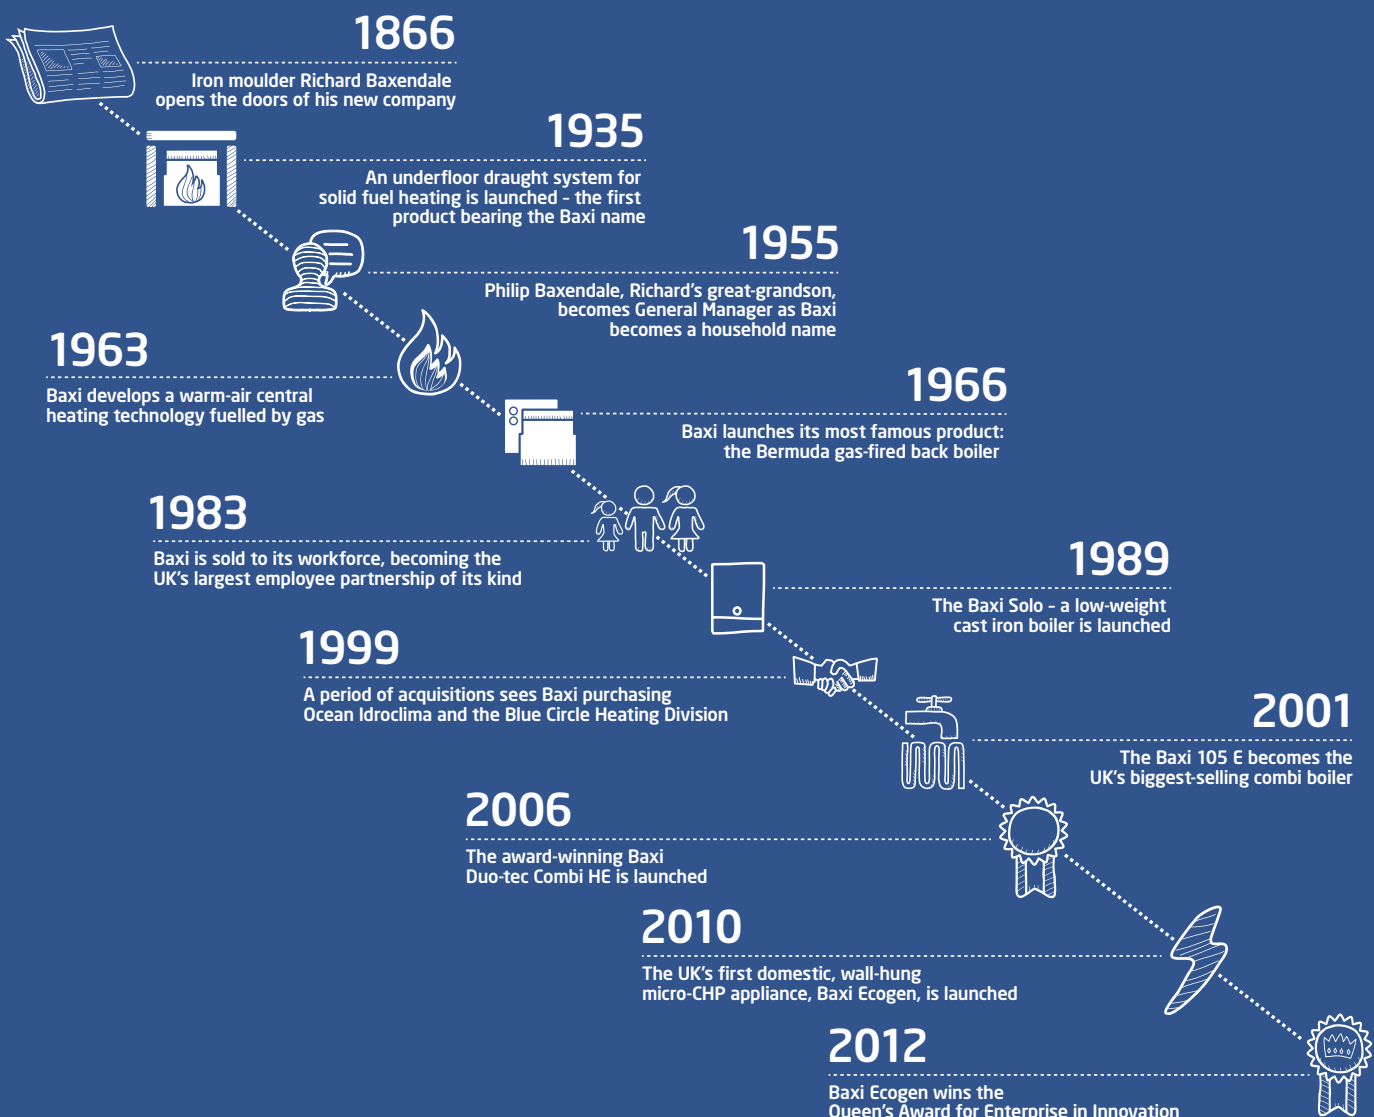 1866
Iron moulder Richard Baxendale
opens the doors of his new company
1935
An underfloor draught system for
solid fuel heating is launched – the first
product bearing the Baxi name
1955
Philip Baxendale, Richard's great-grandson,
becomes General Manager as Baxi
becomes a household name
1963
Baxi develops a warm-air central
heating technology fuelled by gas
1966
Baxi launches its most famous product:
the Bermuda gas-fired back boiler
1983
Baxi is sold to its workforce, becoming the
UK's largest employee partnership of its kind
1989
The Baxi Solo – a low-weight
cast iron boiler is launched
1999
A period of acquisitions sees Baxi purchasing
Ocean Idroclima and the Blue Circle Heating Division
2001
The Baxi 105 E becomes the
UK's biggest-selling combi boiler
2006
The award-winning Baxi
Duo-tec Combi HE is launched
2010
The UK's first domestic, wall-hung
micro-CHP appliance, Baxi Ecogen, is launched
2012
Baxi Ecogen wins the
Queen's Award for Enterprise in Innovation